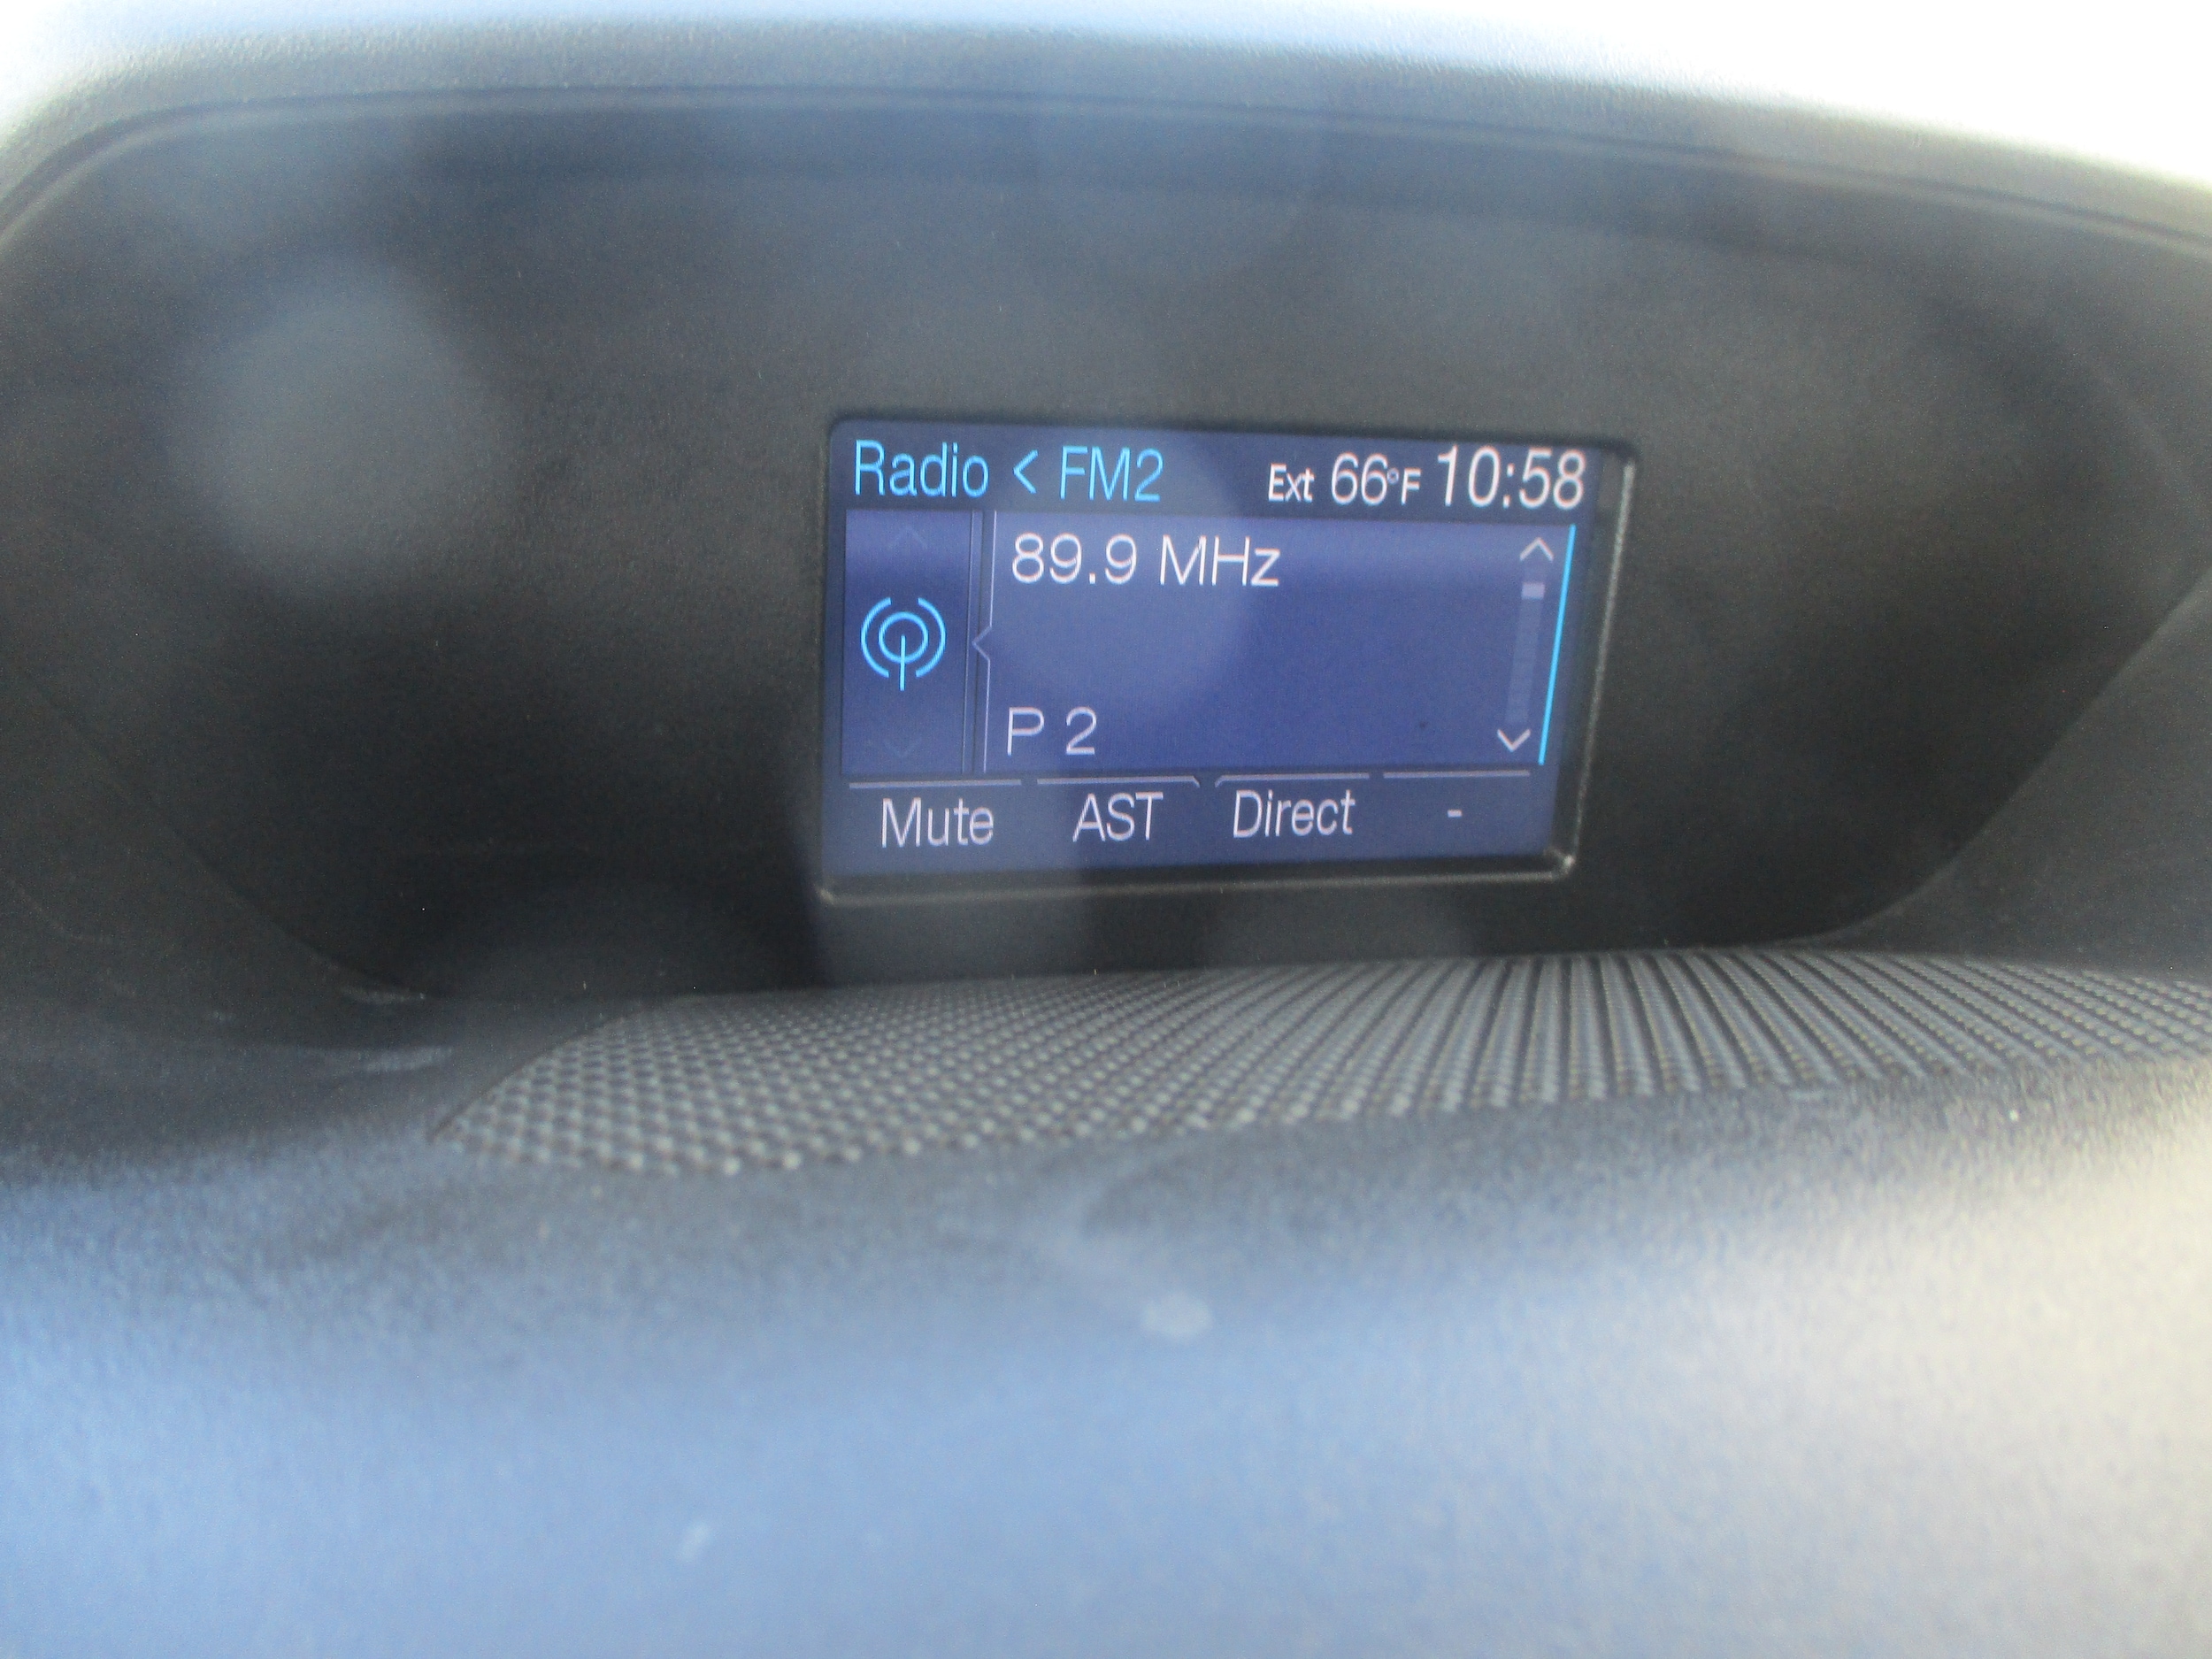 Radio < FM2 Ext 66°F 10:58
89.9 MHz
P 2
Mute AST Direct -